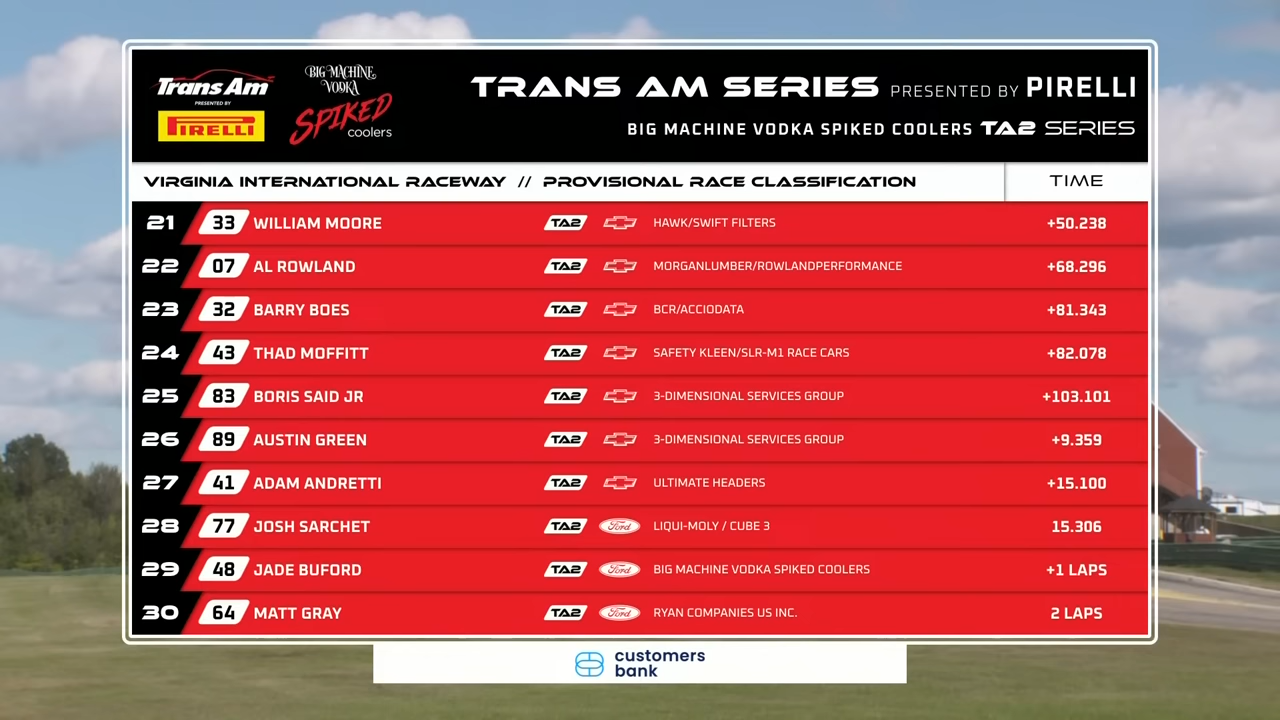 Trans Am
PRESENTED BY
PIRELLI
BIG MACHINE
VODKA
SPIKED
coolers
TRANS AM SERIES PRESENTED BY PIRELLI
BIG MACHINE VODKA SPIKED COOLERS TA2 SERIES
VIRGINIA INTERNATIONAL RACEWAY // PROVISIONAL RACE CLASSIFICATION TIME
21 33 WILLIAM MOORE TA2 HAWK/SWIFT FILTERS +50.238
22 07 AL ROWLAND TA2 MORGANLUMBER/ROWLANDPERFORMANCE +68.296
23 32 BARRY BOES TA2 BCR/ACCIODATA +81.343
24 43 THAD MOFFITT TA2 SAFETY KLEEN/SLR-M1 RACE CARS +82.078
25 83 BORIS SAID JR TA2 3-DIMENSIONAL SERVICES GROUP +103.101
26 89 AUSTIN GREEN TA2 3-DIMENSIONAL SERVICES GROUP +9.359
27 41 ADAM ANDRETTI TA2 ULTIMATE HEADERS +15.100
28 77 JOSH SARCHET TA2 Ford LIQUI-MOLY / CUBE 3 15.306
29 48 JADE BUFORD TA2 Ford BIG MACHINE VODKA SPIKED COOLERS +1 LAPS
30 64 MATT GRAY TA2 Ford RYAN COMPANIES US INC. 2 LAPS
customers
bank